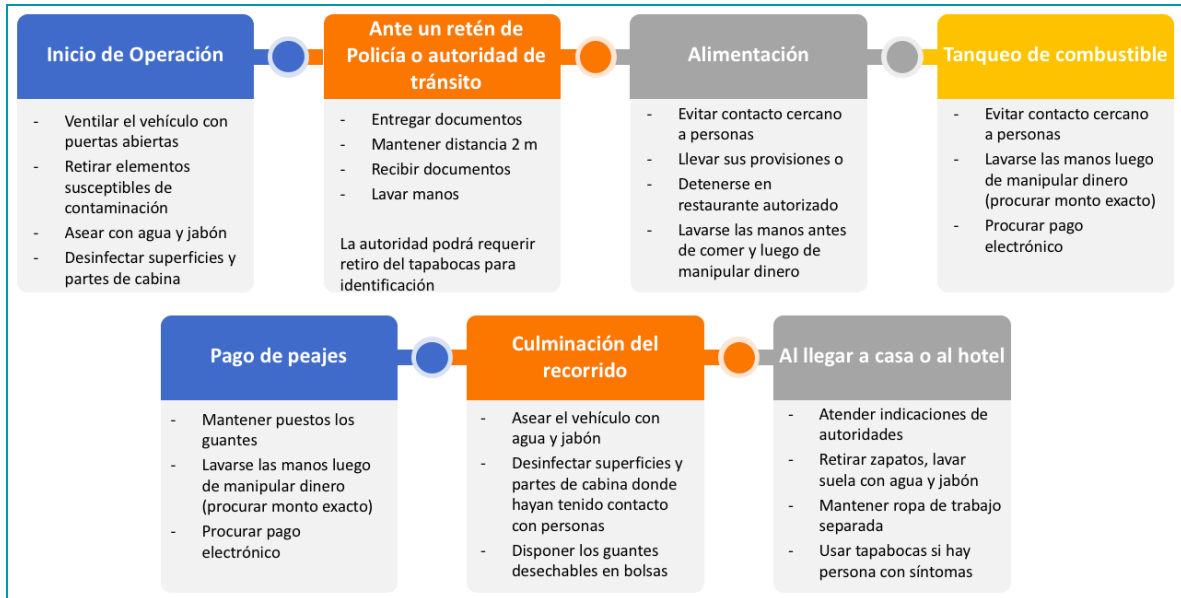 Inicio de Operación
- Ventilar el vehículo con
puertas abiertas
- Retirar elementos
susceptibles de
contaminación
- Asear con agua y jabón
- Desinfectar superficies y
partes de cabina
Ante un retén de
Policía o autoridad de
tránsito
- Entregar documentos
- Mantener distancia 2 m
- Recibir documentos
- Lavar manos
La autoridad podrá requerir
retiro del tapabocas para
identificación
Alimentación
- Evitar contacto cercano
a personas
- Llevar sus provisiones o
- Detenerse en
restaurante autorizado
- Lavarse las manos antes
de comer y luego de
manipular dinero
Tanqueo de combustible
- Evitar contacto cercano
a personas
- Lavarse las manos luego
de manipular dinero
(procurar monto exacto)
- Procurar pago
electrónico
Pago de peajes
- Mantener puestos los
guantes
- Lavarse las manos luego
de manipular dinero
(procurar monto exacto)
- Procurar pago
electrónico
Culminación del
recorrido
- Asear el vehículo con
agua y jabón
- Desinfectar superficies y
partes de cabina donde
hayan tenido contacto
con personas
- Disponer los guantes
desechables en bolsas
Al llegar a casa o al hotel
- Atender indicaciones de
autoridades
- Retirar zapatos, lavar
suela con agua y jabón
- Mantener ropa de trabajo
separada
- Usar tapabocas si hay
persona con síntomas